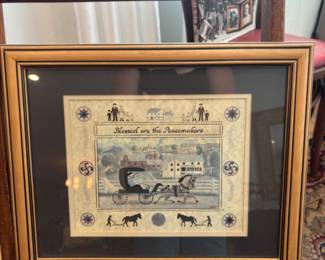 Blessed are the Peacemakers